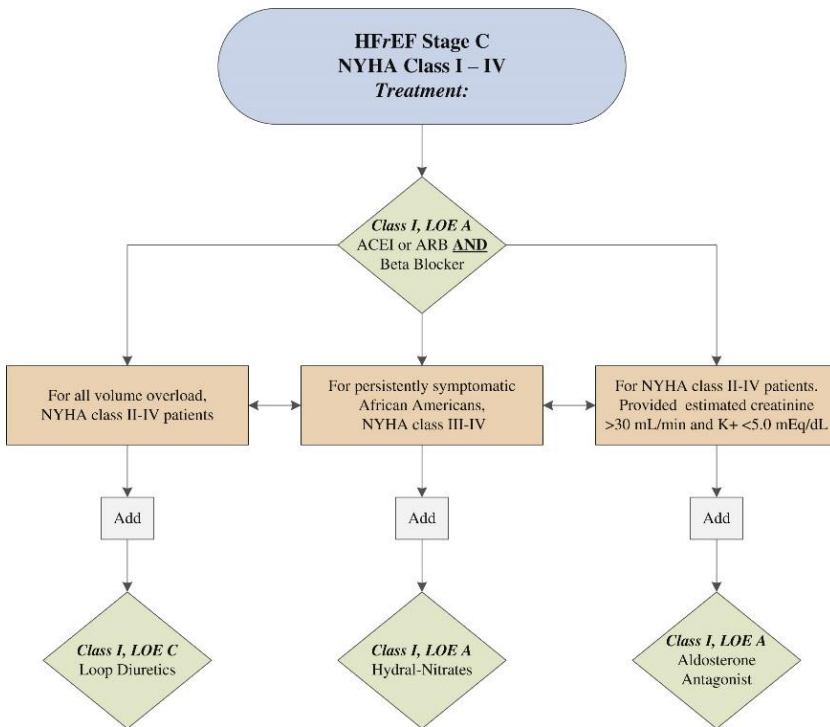 HFrEF Stage C
NYHA Class I – IV
Treatment:
Class I, LOE A
ACEI or ARB AND
Beta Blocker
For all volume overload,
NYHA class II-IV patients
For persistently symptomatic
African Americans,
NYHA class III-IV
For NYHA class II-IV patients.
Provided estimated creatinine
>30 mL/min and K+ <5.0 mEq/dL
Add
Add
Add
Class I, LOE C
Loop Diuretics
Class I, LOE A
Hydral-Nitrates
Class I, LOE A
Aldosterone
Antagonist